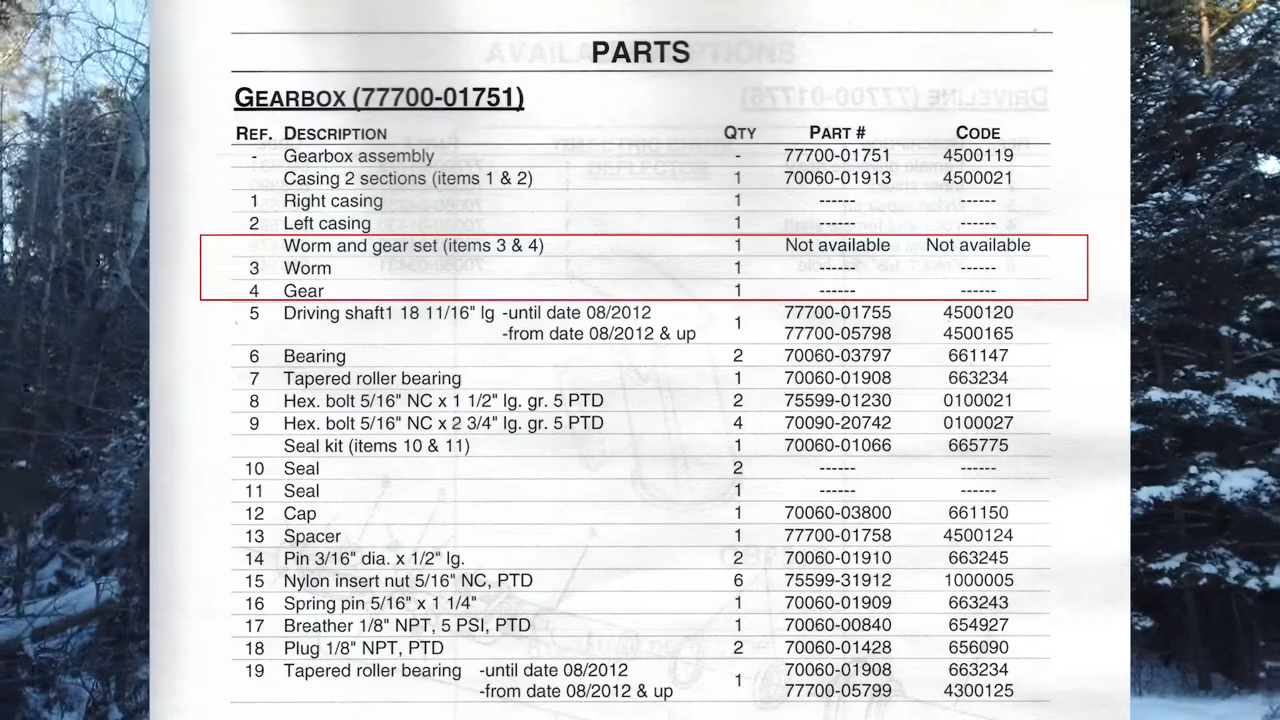 PARTS
GEARBOX (77700-01751)
REF. DESCRIPTION QTY PART # CODE
- Gearbox assembly - 77700-01751 4500119
Casing 2 sections (items 1 & 2) 1 70060-01913 4500021
1 Right casing 1 ------ ------
2 Left casing 1 ------ ------
Worm and gear set (items 3 & 4) 1 Not available Not available
3 Worm 1 ------ ------
4 Gear 1 ------ ------
5 Driving shaft1 18 11/16" lg -until date 08/2012 1 77700-01755 4500120
-from date 08/2012 & up 77700-05798 4500165
6 Bearing 2 70060-03797 661147
7 Tapered roller bearing 1 70060-01908 663234
8 Hex. bolt 5/16" NC x 1 1/2" lg. gr. 5 PTD 2 75599-01230 0100021
9 Hex. bolt 5/16" NC x 2 3/4" lg. gr. 5 PTD 4 70090-20742 0100027
Seal kit (items 10 & 11) 1 70060-01066 665775
10 Seal 2 ------ ------
11 Seal 1 ------ ------
12 Cap 1 70060-03800 661150
13 Spacer 1 77700-01758 4500124
14 Pin 3/16" dia. x 1/2" lg. 2 70060-01910 663245
15 Nylon insert nut 5/16" NC, PTD 6 75599-31912 1000005
16 Spring pin 5/16" x 1 1/4" 1 70060-01909 663243
17 Breather 1/8" NPT, 5 PSI, PTD 1 70060-00840 654927
18 Plug 1/8" NPT, PTD 2 70060-01428 656090
19 Tapered roller bearing -until date 08/2012 1 70060-01908 663234
-from date 08/2012 & up 77700-05799 4300125